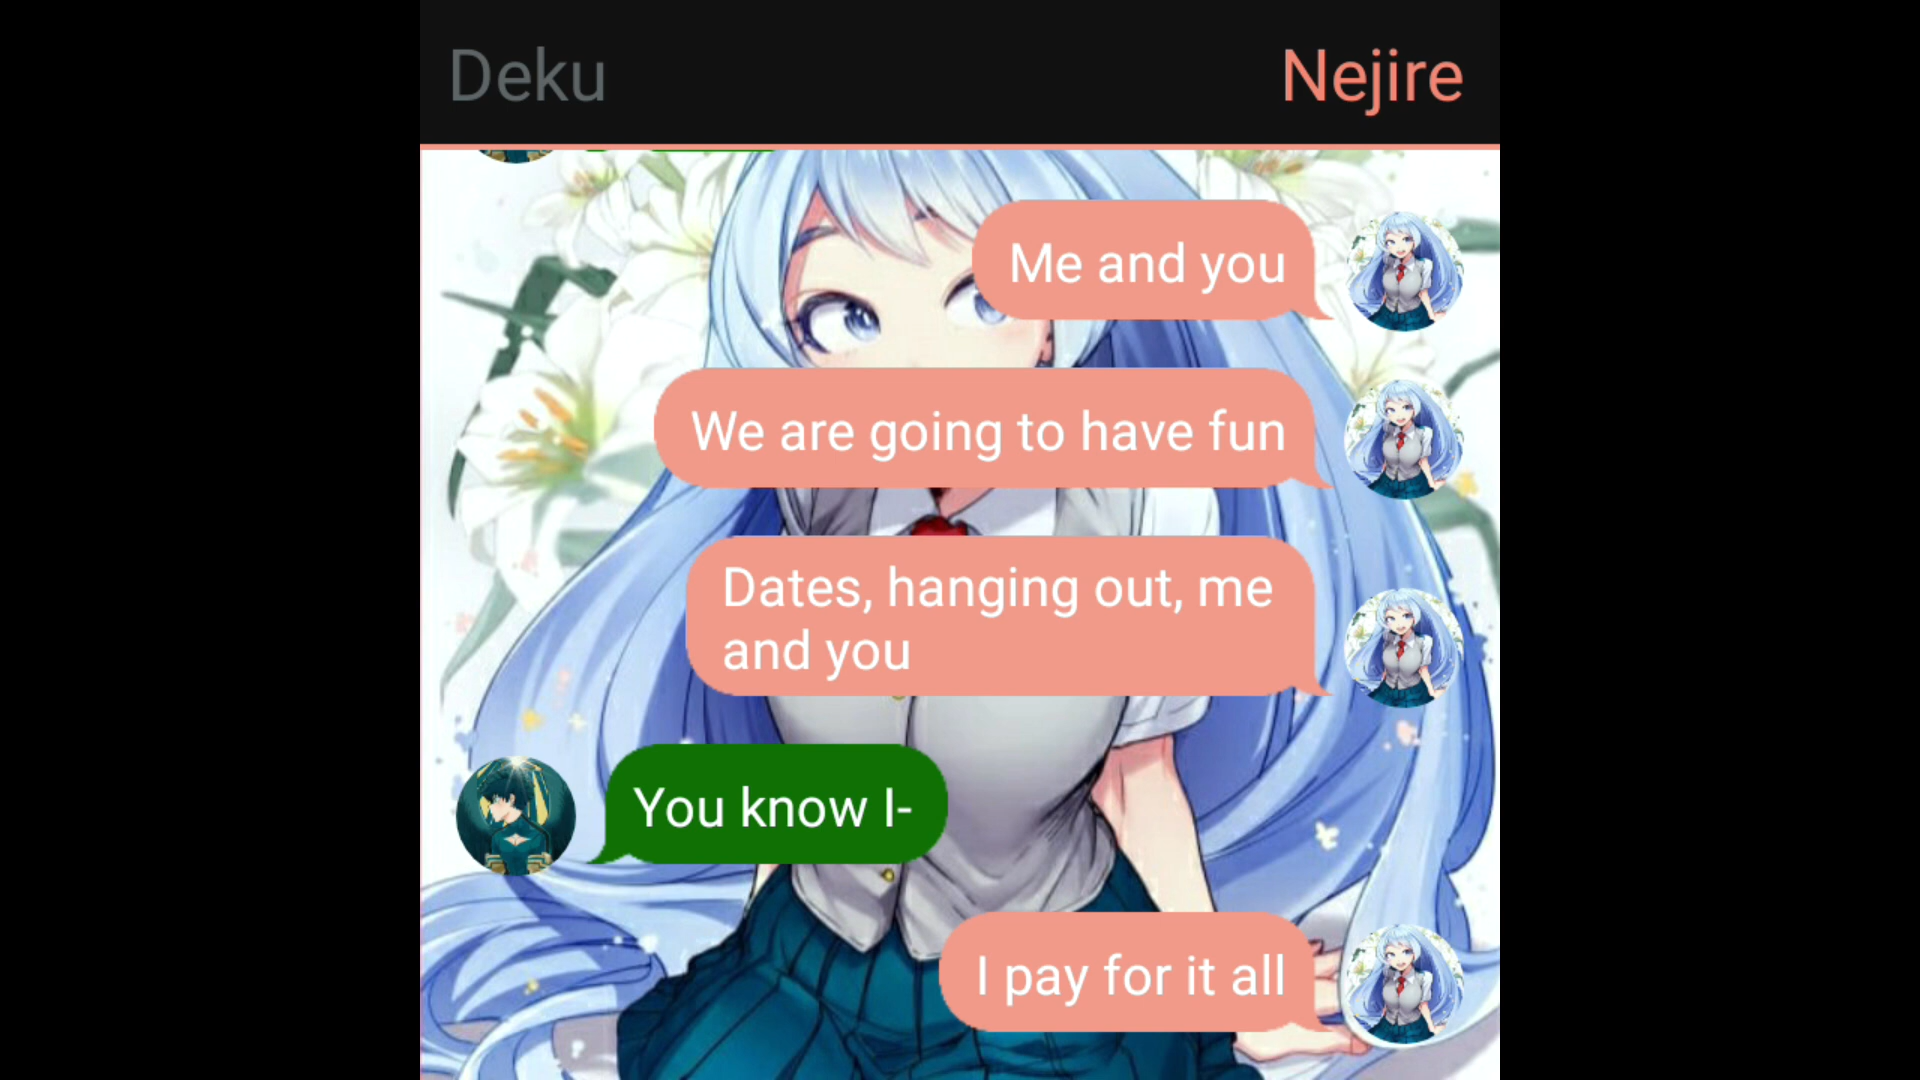 Deku
Nejire
Me and you
We are going to have fun
Dates, hanging out, me
and you
You know I-
I pay for it all